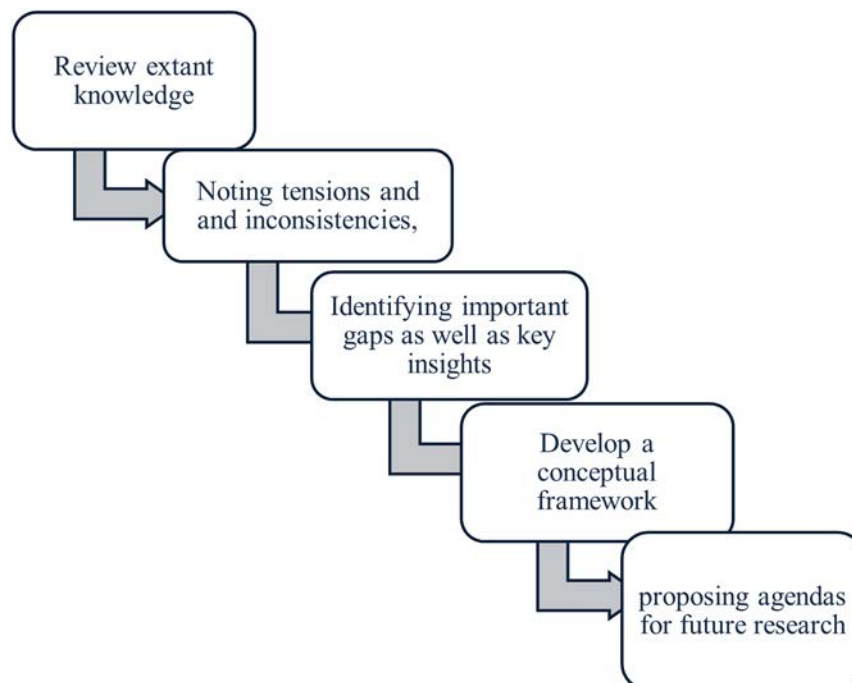 Review extant
knowledge
Noting tensions and
and inconsistencies,
Identifying important
gaps as well as key
insights
Develop a
conceptual
framework
proposing agendas
for future research